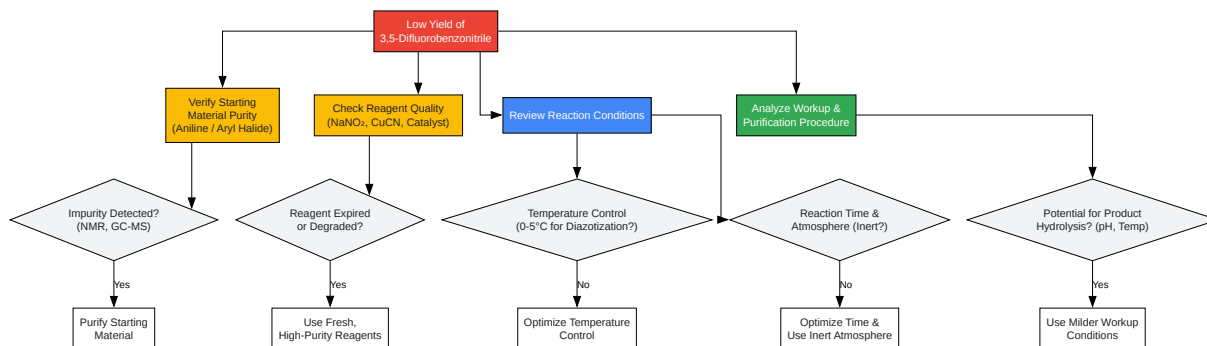 Low Yield of
3,5-Difluorobenzonitrile
Verify Starting
Material Purity
(Aniline / Aryl Halide)
Check Reagent Quality
(NaNO₂, CuCN, Catalyst)
Review Reaction Conditions
Analyze Workup &
Purification Procedure
Impurity Detected?
(NMR, GC-MS)
Reagent Expired
or Degraded?
Temperature Control
(0-5°C for Diazotization?)
Reaction Time &
Atmosphere (Inert?)
Potential for Product
Hydrolysis? (pH, Temp)
Yes
Yes
No
No
Yes
Purify Starting
Material
Use Fresh,
High-Purity Reagents
Optimize Temperature
Control
Optimize Time &
Use Inert Atmosphere
Use Milder Workup
Conditions